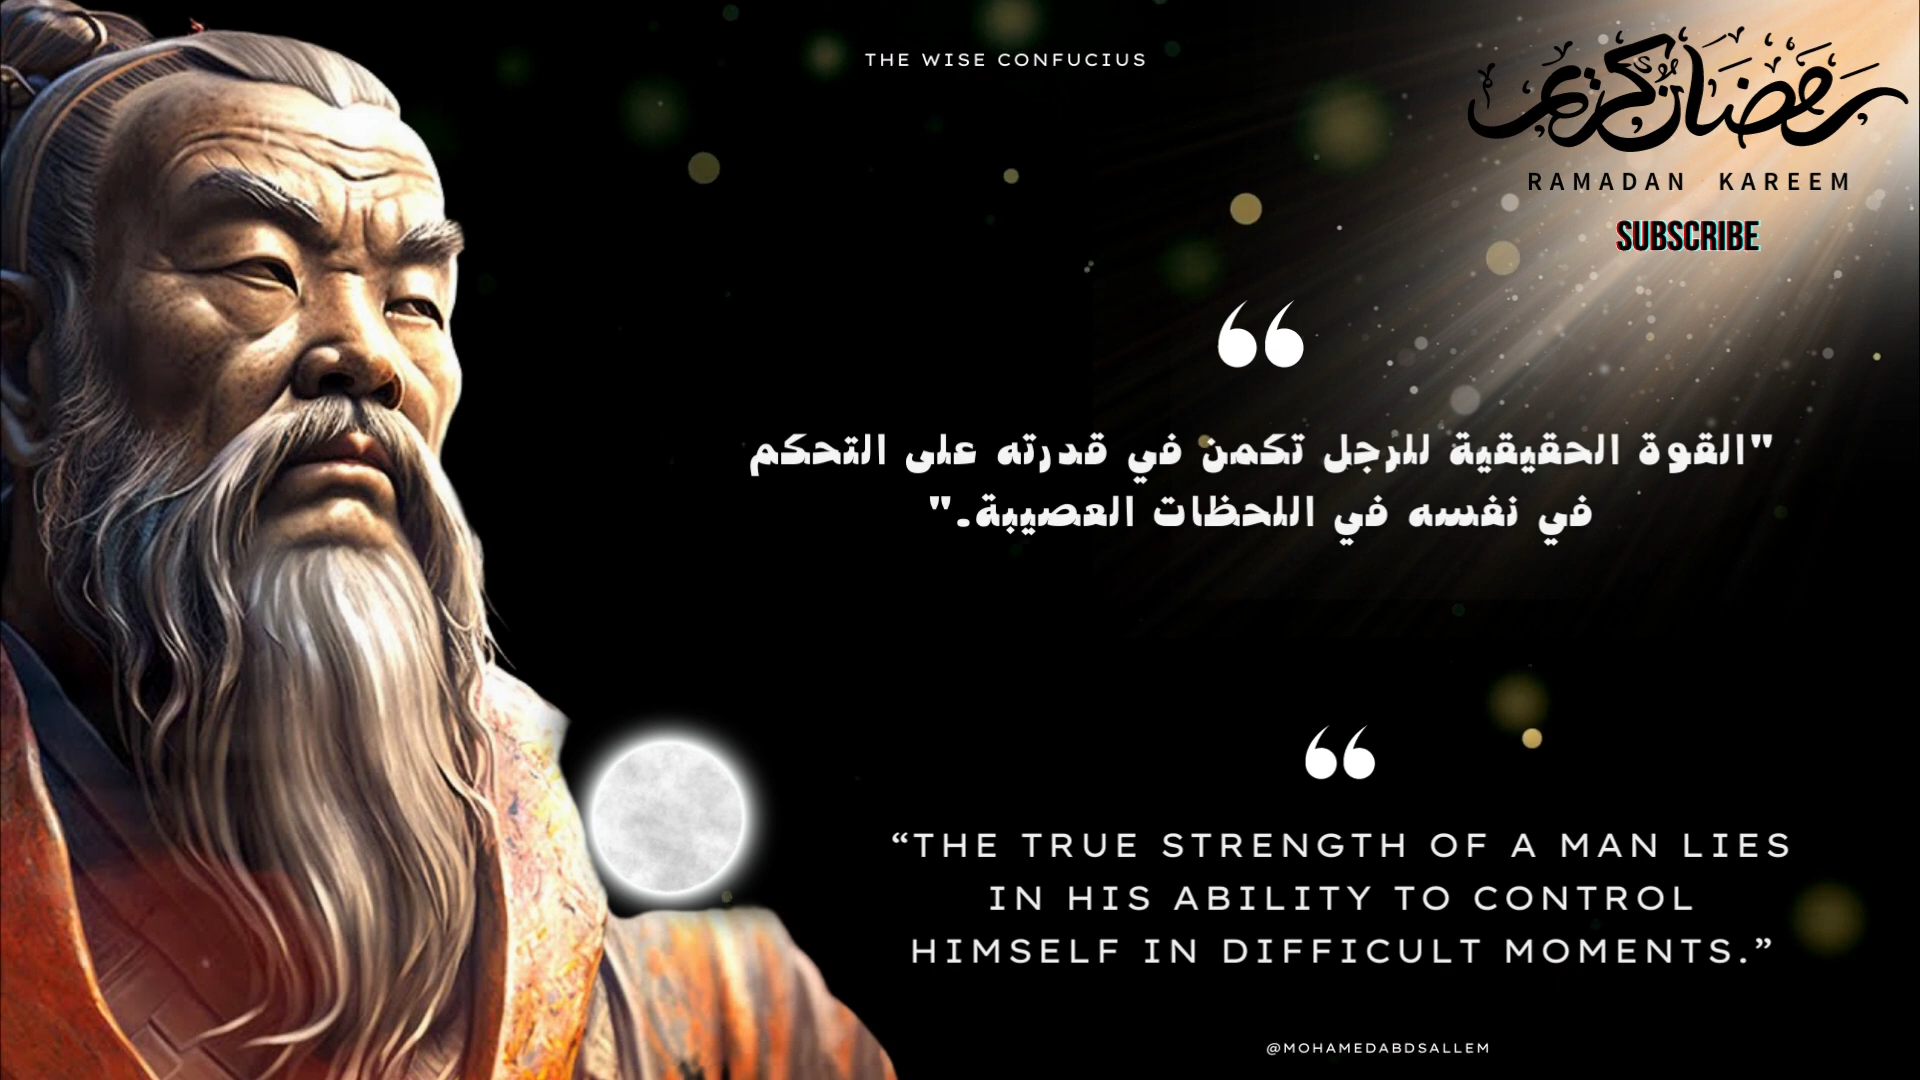 THE WISE CONFUCIUS
رمضان كريم
RAMADAN KAREEM
SUBSCRIBE
"القوة الحقيقية للرجل تكمن في قدرته على التحكم
في نفسه في اللحظات العصيبة."
“THE TRUE STRENGTH OF A MAN LIES
IN HIS ABILITY TO CONTROL
HIMSELF IN DIFFICULT MOMENTS.”
@MOHAMEDABDSALLEM